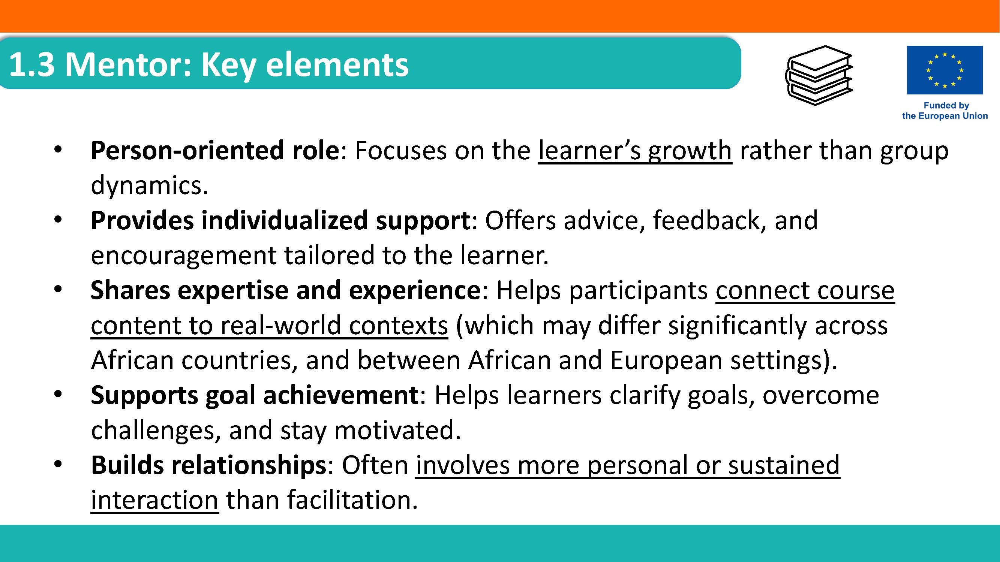 1.3 Mentor: Key elements
Funded by
the European Union
• Person-oriented role: Focuses on the learner’s growth rather than group
dynamics.
• Provides individualized support: Offers advice, feedback, and
encouragement tailored to the learner.
• Shares expertise and experience: Helps participants connect course
content to real-world contexts (which may differ significantly across
African countries, and between African and European settings).
• Supports goal achievement: Helps learners clarify goals, overcome
challenges, and stay motivated.
• Builds relationships: Often involves more personal or sustained
interaction than facilitation.